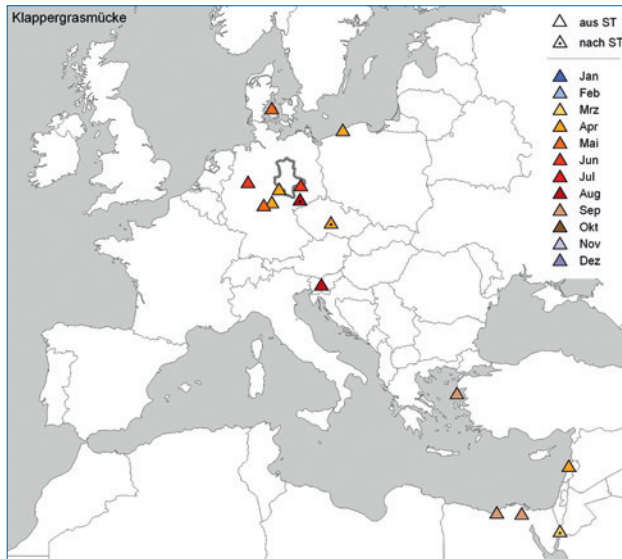 Klappergrasmücke
aus ST
nach ST
Jan
Feb
Mrz
Apr
Mai
Jun
Jul
Aug
Sep
Okt
Nov
Dez